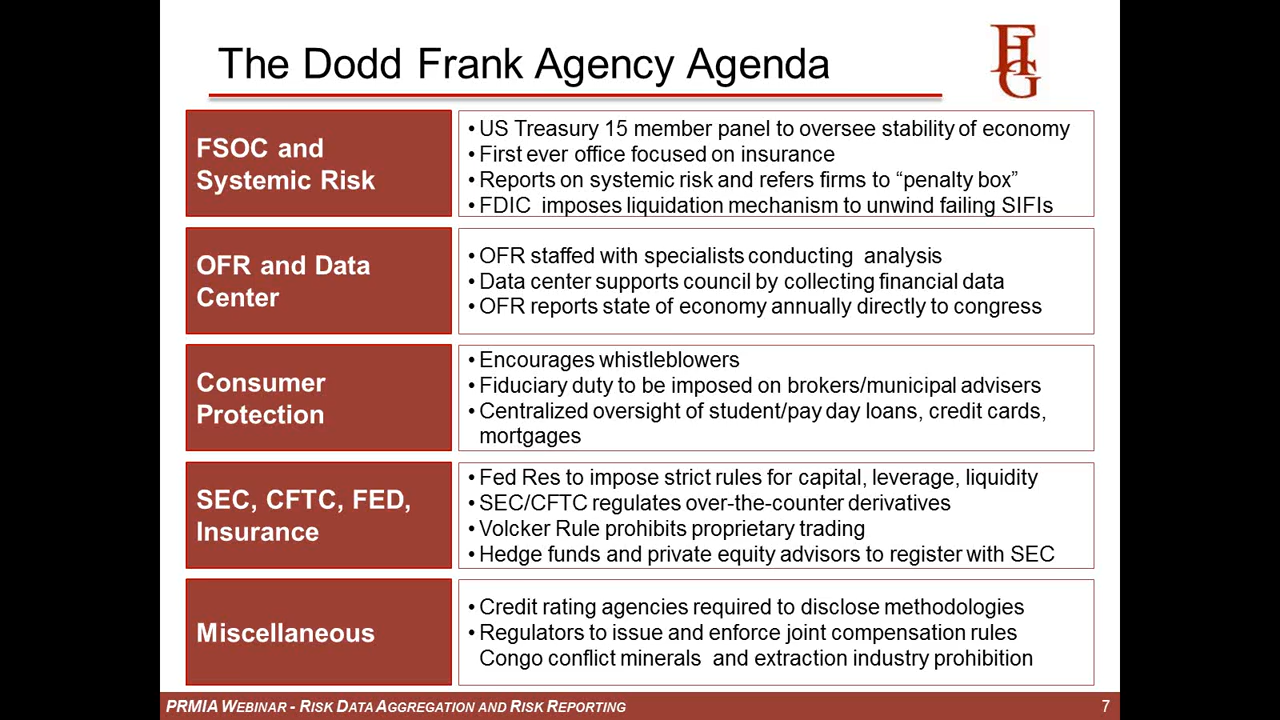 The Dodd Frank Agency Agenda
FHG
FSOC and
Systemic Risk
• US Treasury 15 member panel to oversee stability of economy
• First ever office focused on insurance
• Reports on systemic risk and refers firms to “penalty box”
• FDIC  imposes liquidation mechanism to unwind failing SIFIs
OFR and Data
Center
• OFR staffed with specialists conducting  analysis
• Data center supports council by collecting financial data
• OFR reports state of economy annually directly to congress
Consumer
Protection
• Encourages whistleblowers
• Fiduciary duty to be imposed on brokers/municipal advisers
• Centralized oversight of student/pay day loans, credit cards,
mortgages
SEC, CFTC, FED,
Insurance
• Fed Res to impose strict rules for capital, leverage, liquidity
• SEC/CFTC regulates over-the-counter derivatives
• Volcker Rule prohibits proprietary trading
• Hedge funds and private equity advisors to register with SEC
Miscellaneous
• Credit rating agencies required to disclose methodologies
• Regulators to issue and enforce joint compensation rules
Congo conflict minerals  and extraction industry prohibition
PRMIA WEBINAR - RISK DATA AGGREGATION AND RISK REPORTING
7